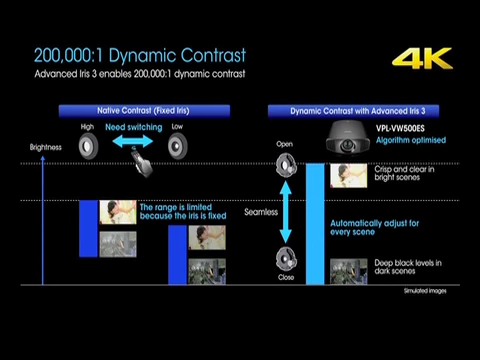 200,000:1 Dynamic Contrast
4K
Advanced Iris 3 enables 200,000:1 dynamic contrast
Native Contrast (Fixed Iris)
Dynamic Contrast with Advanced Iris 3
High
Need switching
Low
VPL-VW500ES
Algorithm optimised
Brightness
Open
Crisp and clear in
bright scenes
The range is limited
because the iris is fixed
Seamless
Automatically adjust for
every scene
Deep black levels in
dark scenes
Close
Simulated images